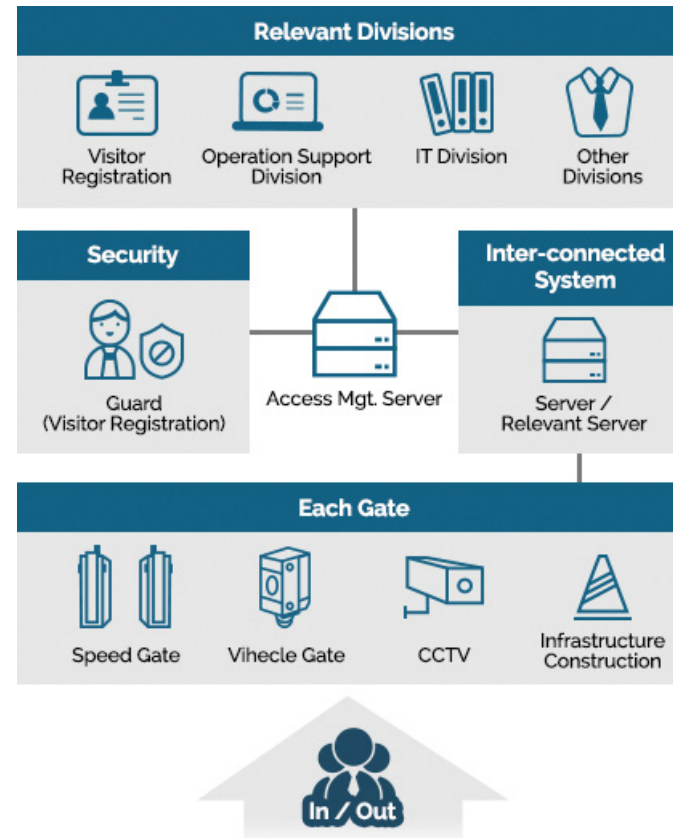 Relevant Divisions
Visitor
Registration
Operation Support
Division
IT Division
Other
Divisions
Security
Guard
(Visitor Registration)
Access Mgt. Server
Inter-connected
System
Server /
Relevant Server
Each Gate
Speed Gate
Vihecle Gate
CCTV
Infrastructure
Construction
In / Out